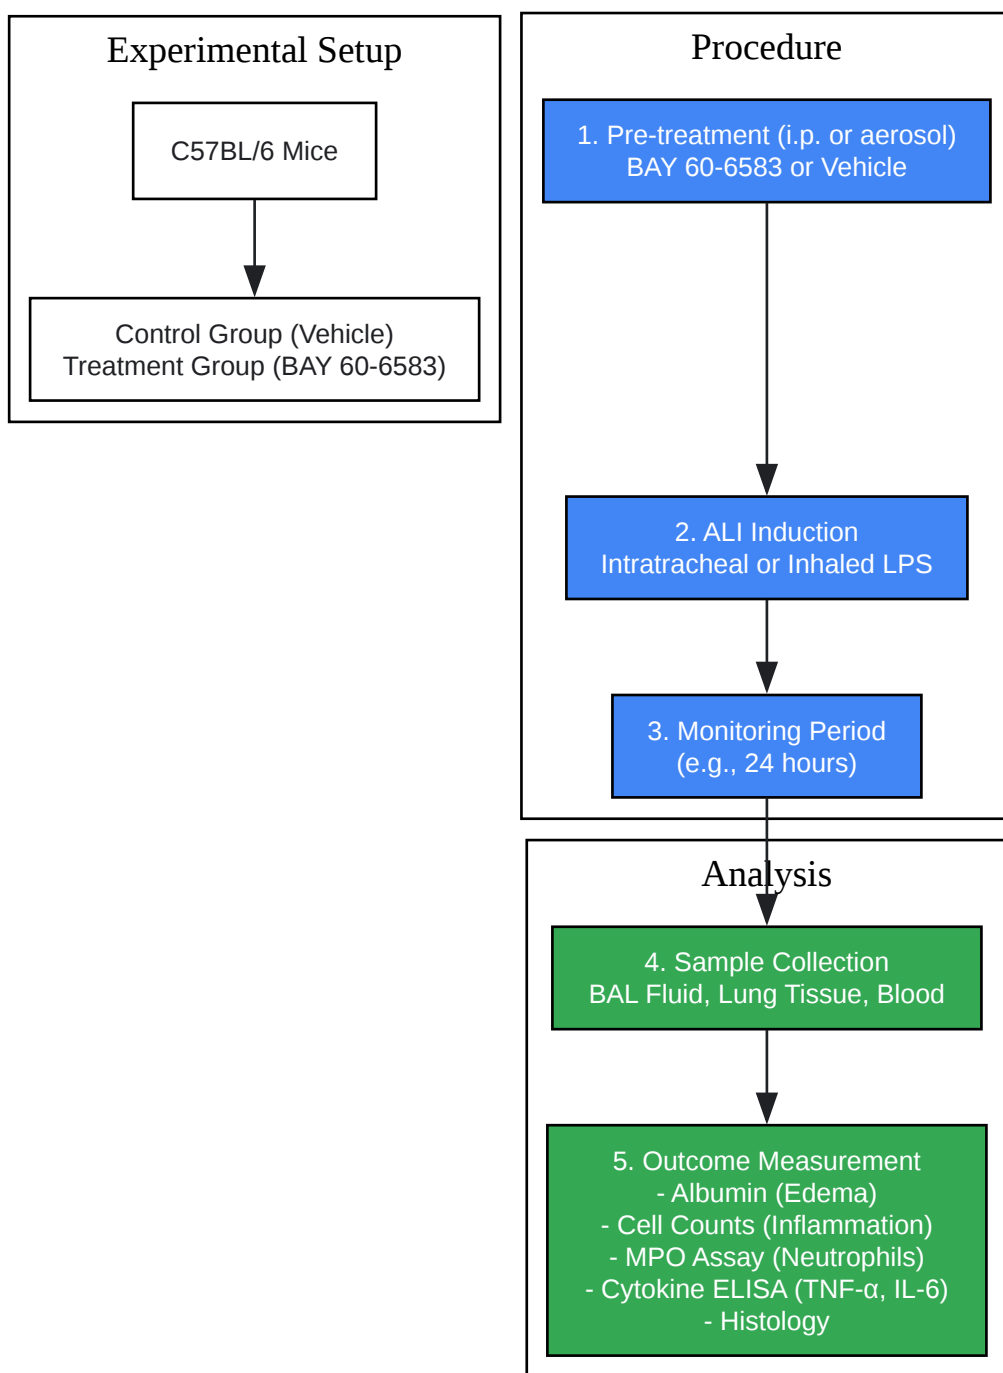 Experimental Setup
C57BL/6 Mice
Control Group (Vehicle)
Treatment Group (BAY 60-6583)
Procedure
1. Pre-treatment (i.p. or aerosol)
BAY 60-6583 or Vehicle
2. ALI Induction
Intratracheal or Inhaled LPS
3. Monitoring Period
(e.g., 24 hours)
Analysis
4. Sample Collection
BAL Fluid, Lung Tissue, Blood
5. Outcome Measurement
- Albumin (Edema)
- Cell Counts (Inflammation)
- MPO Assay (Neutrophils)
- Cytokine ELISA (TNF-α, IL-6)
- Histology